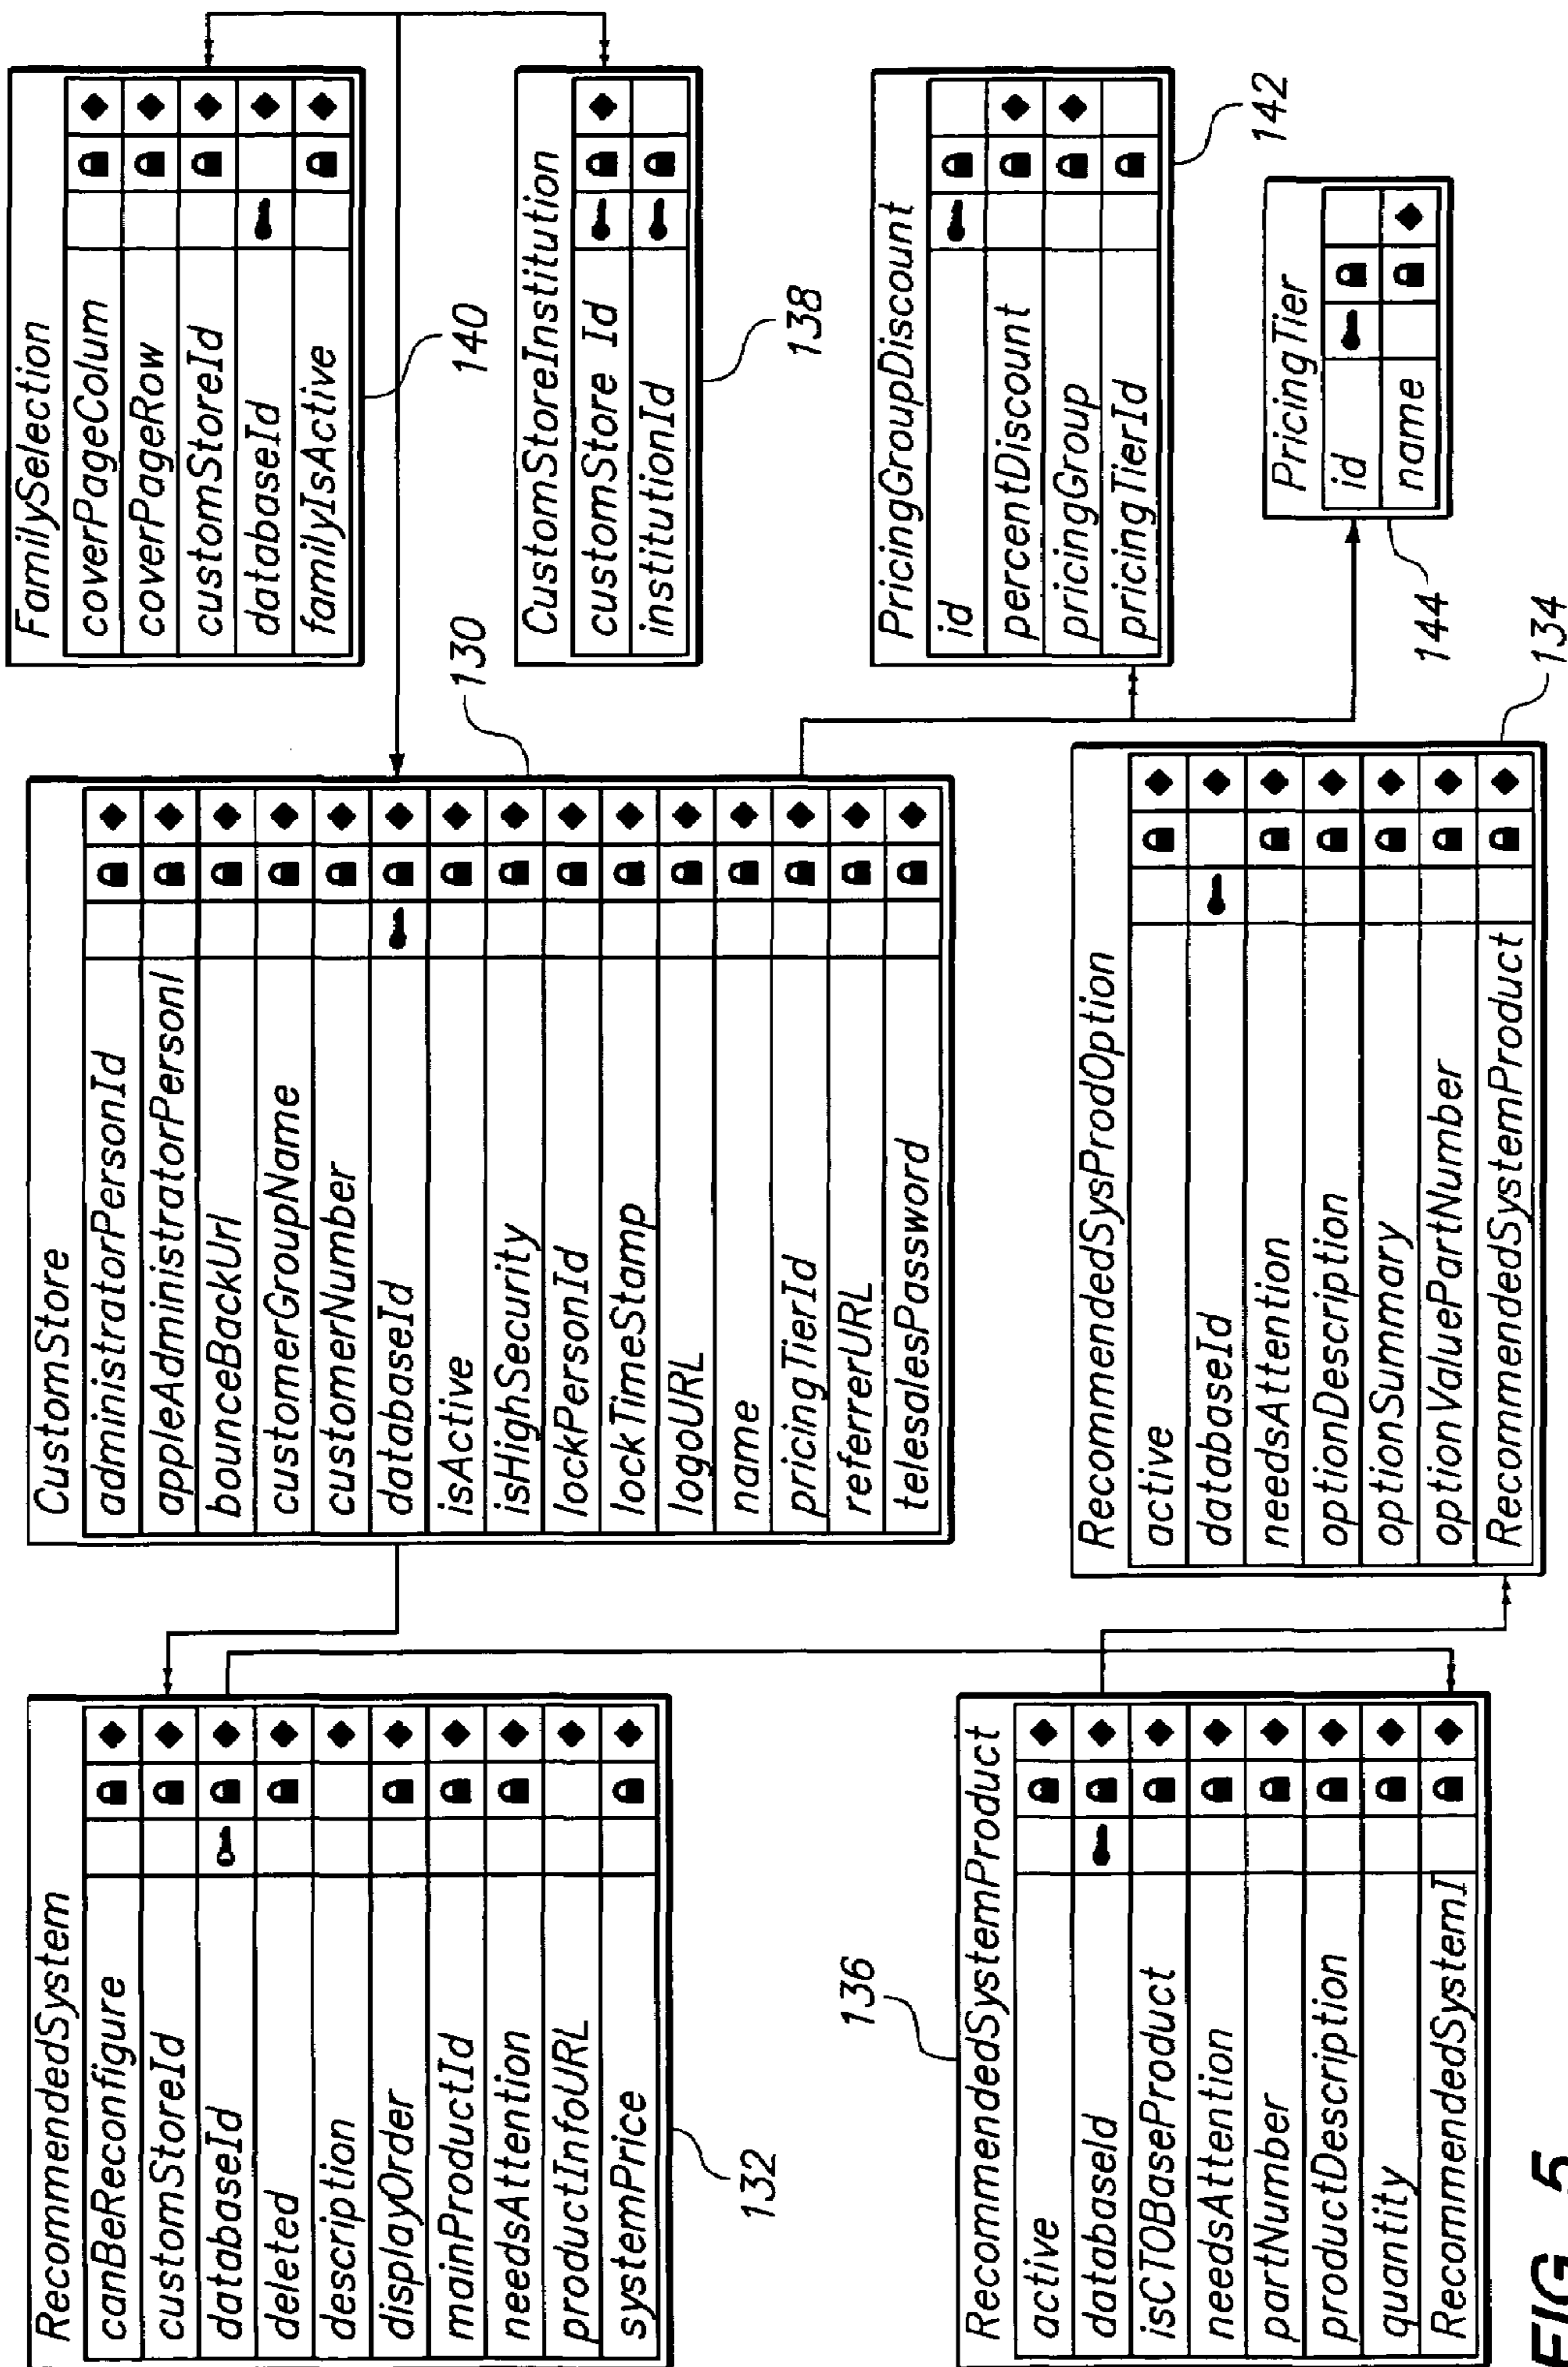 RecommendedSystem
canBeReconfigure
customStoreId
databaseId
deleted
description
displayOrder
mainProductId
needsAttention
productInfoURL
systemPrice
132
136
RecommendedSystemProduct
active
databaseId
isCTOBaseProduct
needsAttention
partNumber
productDescription
quantity
RecommendedSystemI
CustomStore
administratorPersonId
appleAdministratorPersonI
bounceBackUrl
customerGroupName
customerNumber
databaseId
isActive
isHighSecurity
lockPersonId
lockTimeStamp
logoURL
name
pricingTierId
referrerURL
telesalesPassword
130
RecommendedSysProdOption
active
databaseId
needsAttention
optionDescription
optionSummary
optionValuePartNumber
RecommendedSystemProduct
134
FamilySelection
coverPageColum
coverPageRow
customStoreId
databaseId
familyIsActive
140
CustomStoreInstitution
customStore Id
institutionId
138
PricingGroupDiscount
id
percentDiscount
pricingGroup
pricingTierId
142
PricingTier
id
name
144
FIG. 5